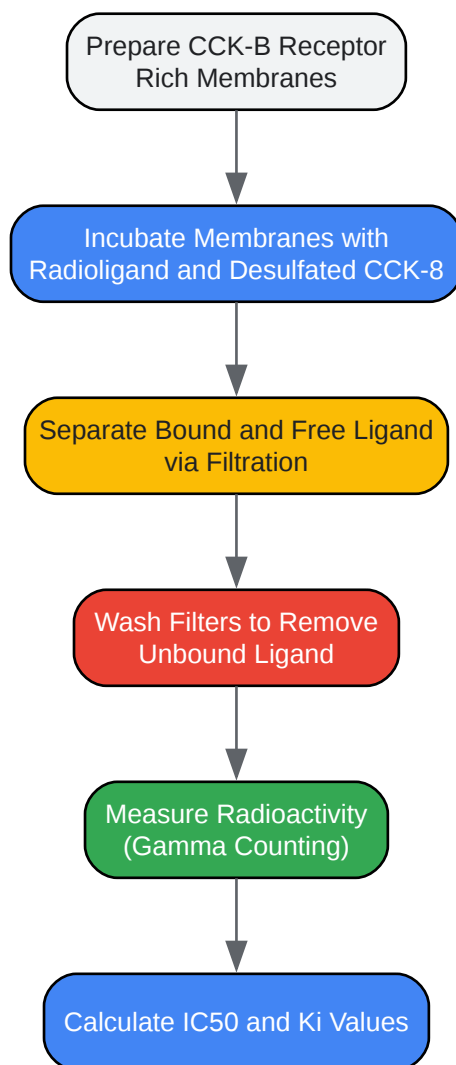 Prepare CCK-B Receptor
Rich Membranes
Incubate Membranes with
Radioligand and Desulfated CCK-8
Separate Bound and Free Ligand
via Filtration
Wash Filters to Remove
Unbound Ligand
Measure Radioactivity
(Gamma Counting)
Calculate IC50 and Ki Values